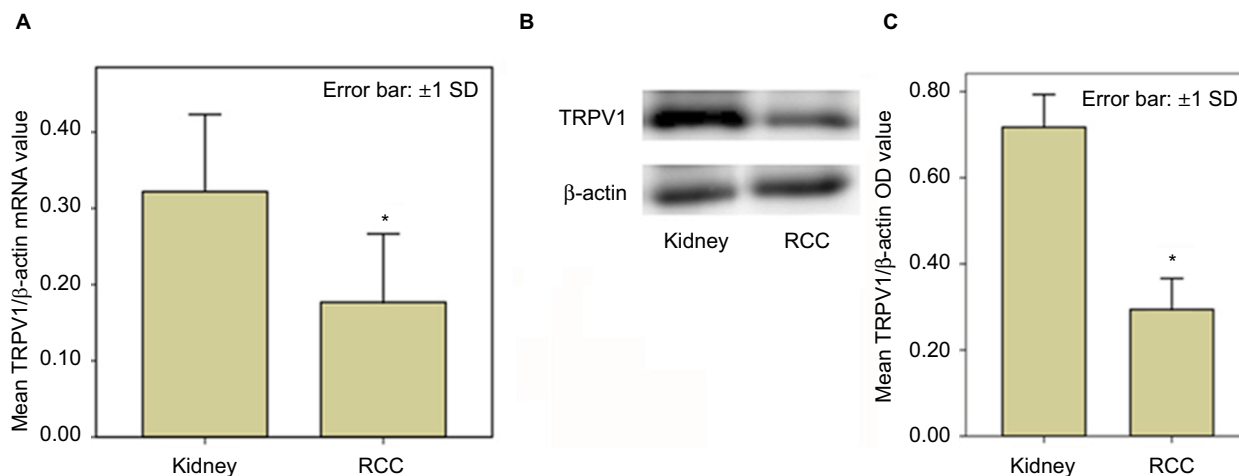 A
Mean TRPV1/β-actin mRNA value
0.40
0.30
0.20
0.10
0.00
Error bar: ±1 SD
*
Kidney
RCC
B
TRPV1
β-actin
Kidney
RCC
C
Mean TRPV1/β-actin OD value
0.80
0.60
0.40
0.20
0.00
Error bar: ±1 SD
*
Kidney
RCC